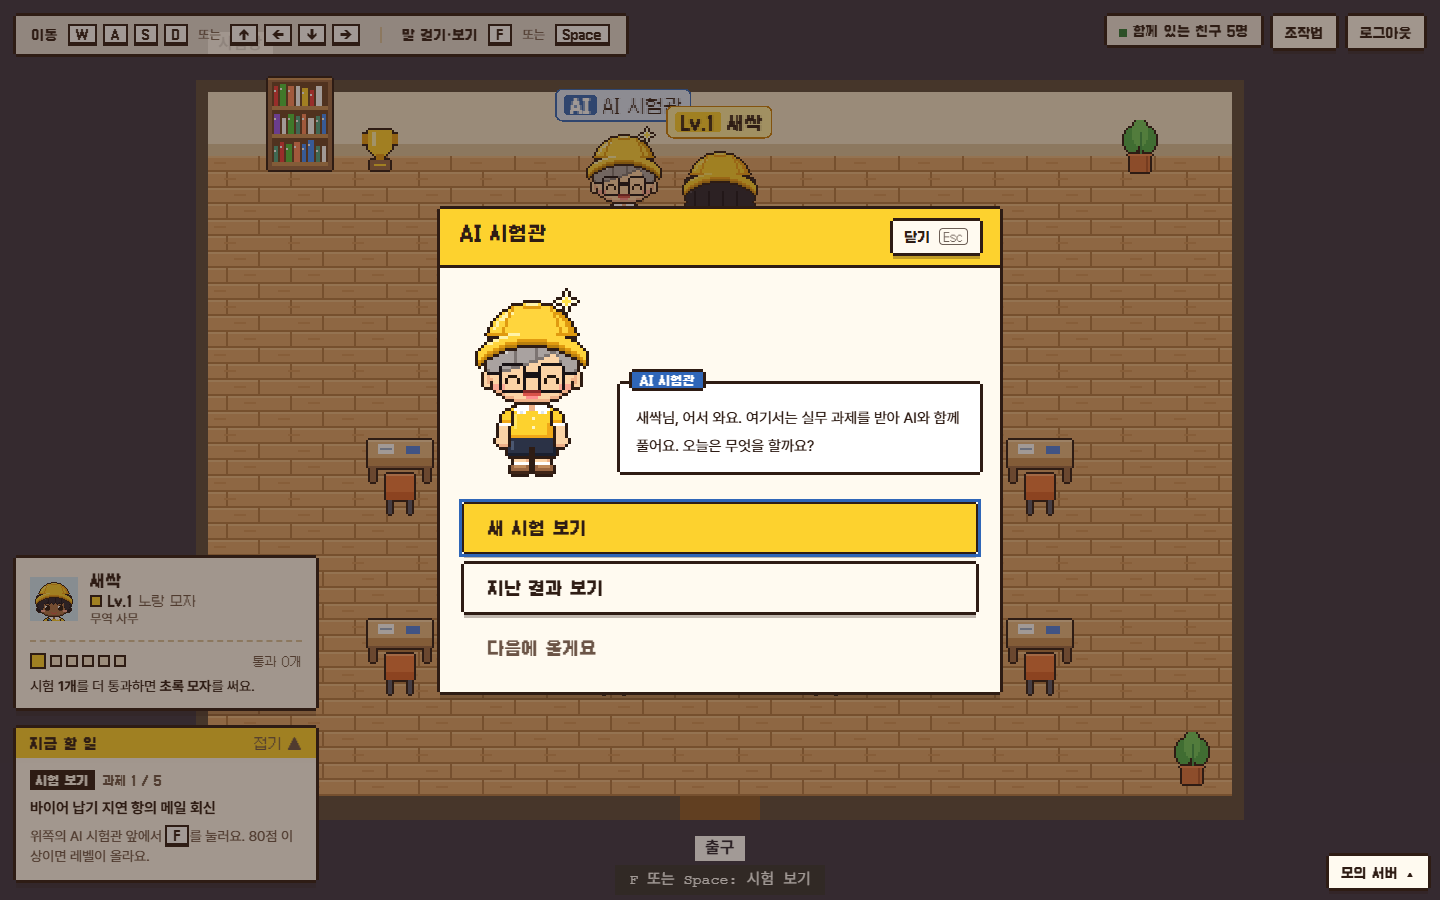 이동 W A S D 또는 ↑ ← ↓ → 말 걸기·보기 F 또는 Space
함께 있는 친구 5명
조작법
로그아웃
AI AI 시험관
Lv.1 새싹
AI 시험관
닫기 Esc
AI 시험관
새싹님, 어서 와요. 여기서는 실무 과제를 받아 AI와 함께
풀어요. 오늘은 무엇을 할까요?
새 시험 보기
지난 결과 보기
다음에 올게요
새싹
Lv.1 노랑 모자
무역 사무
통과 0개
시험 1개를 더 통과하면 초록 모자를 써요.
지금 할 일 접기 ▲
시험 보기 과제 1 / 5
바이어 납기 지연 항의 메일 회신
위쪽의 AI 시험관 앞에서 F 를 눌러요. 80점 이
상이면 레벨이 올라요.
출구
F 또는 Space: 시험 보기
모의 서버 ▲